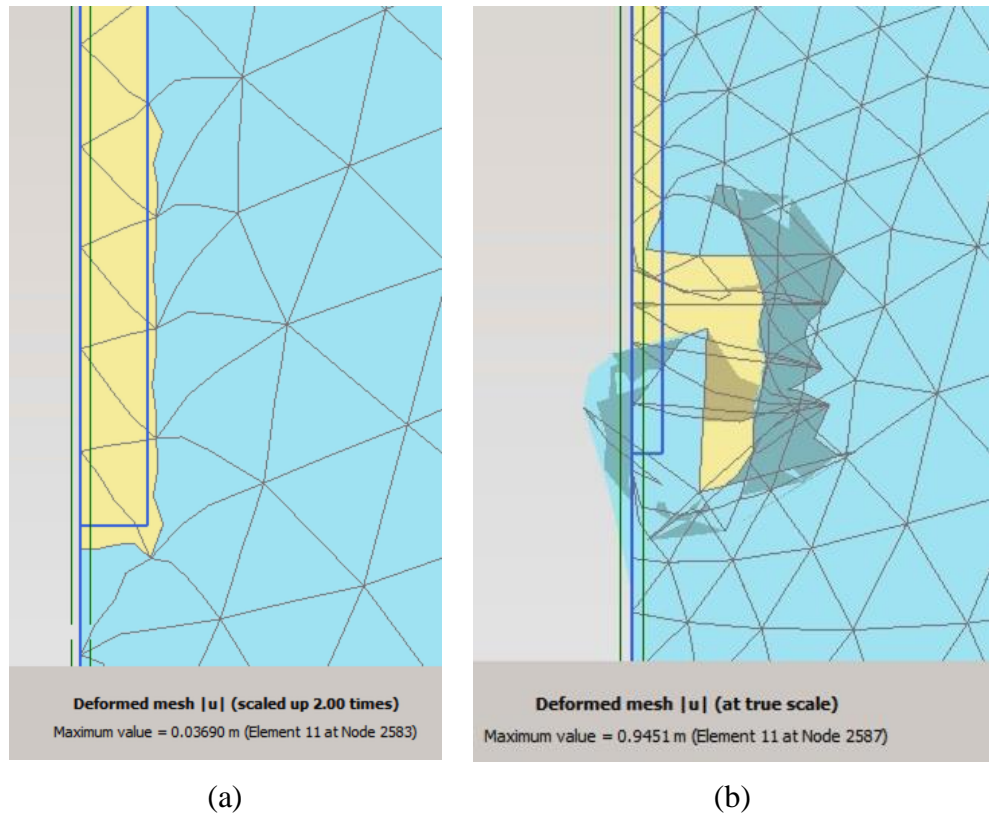 Deformed mesh |u| (scaled up 2.00 times)
Maximum value = 0.03690 m (Element 11 at Node 2583)
Deformed mesh |u| (at true scale)
Maximum value = 0.9451 m (Element 11 at Node 2587)
(a)
(b)